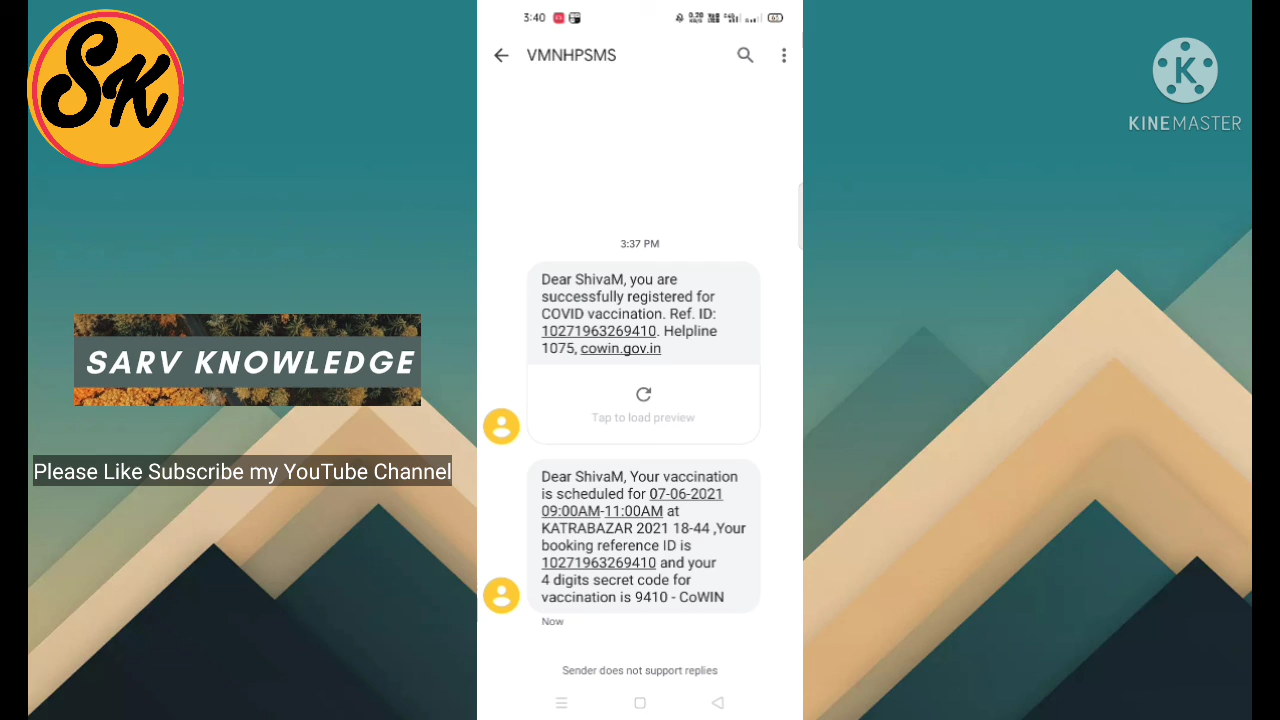 SK
3:40
0.20
63
KINEMASTER
VMNHPSMS
3:37 PM
Dear ShivaM, you are
successfully registered for
COVID vaccination. Ref. ID:
10271963269410. Helpline
1075, cowin.gov.in
Tap to load preview
SARV KNOWLEDGE
Please Like Subscribe my YouTube Channel
Dear ShivaM, Your vaccination
is scheduled for 07-06-2021
09:00AM-11:00AM at
KATRABAZAR 2021 18-44 ,Your
booking reference ID is
10271963269410 and your
4 digits secret code for
vaccination is 9410 - CoWIN
Now
Sender does not support replies